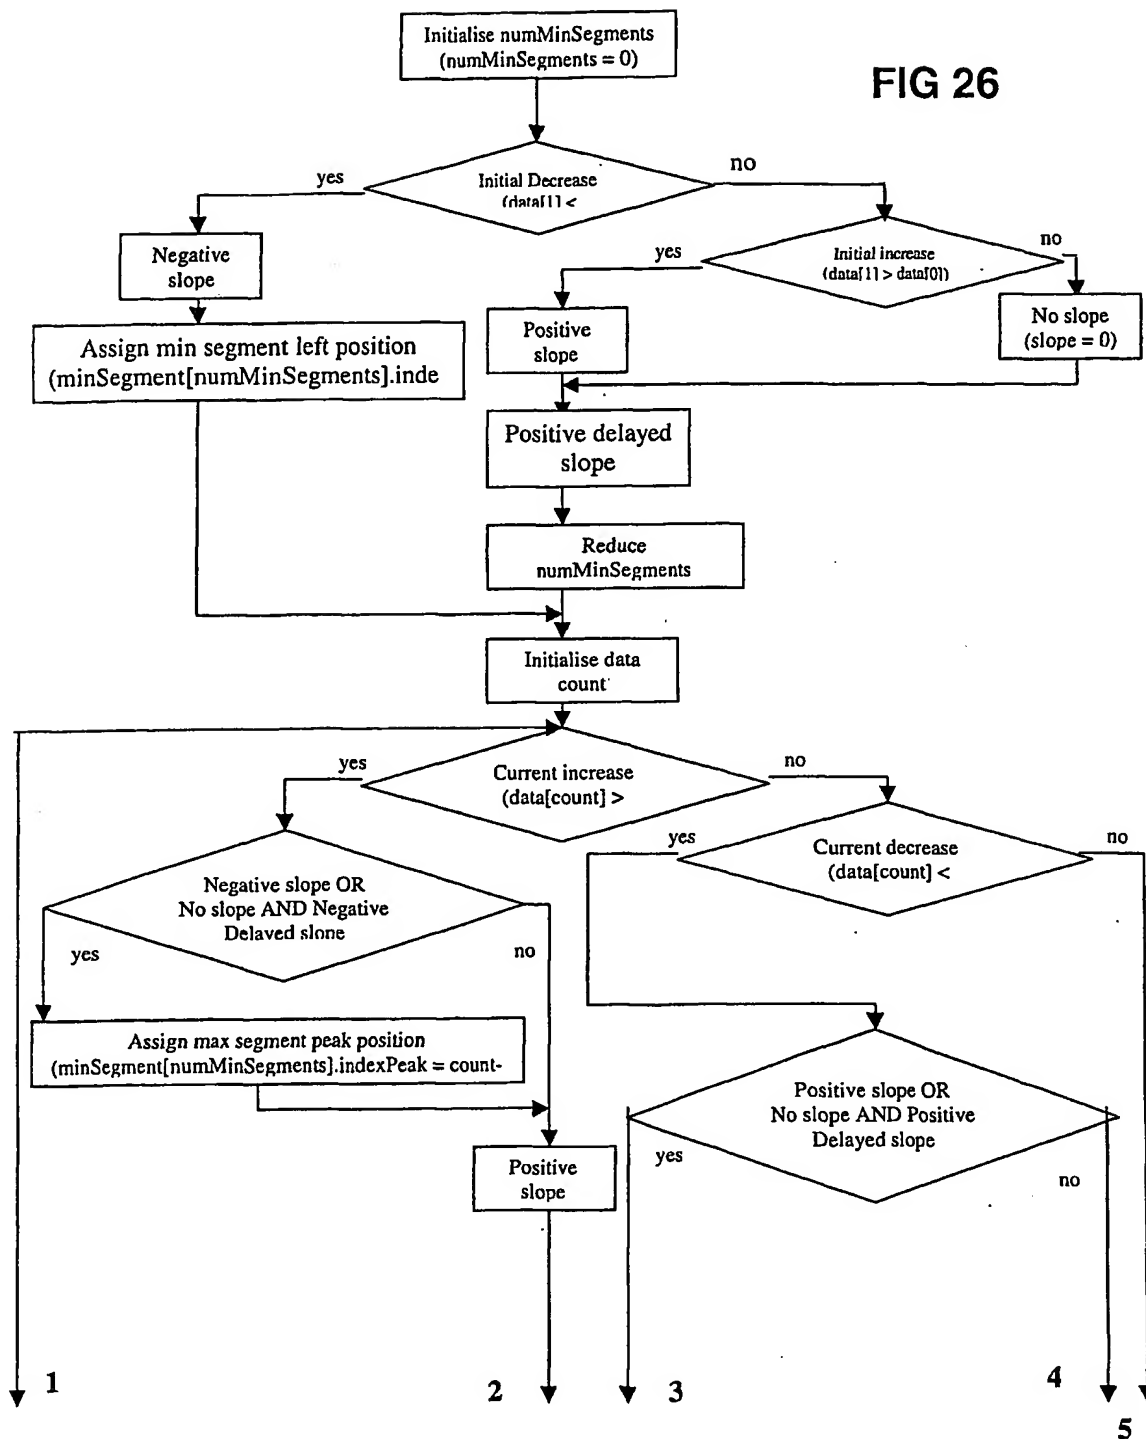 Initialise numMinSegments
(numMinSegments = 0)
FIG 26
yes
Initial Decrease
(data[1] <
no
Negative
slope
yes
Initial increase
(data[1] > data[0])
no
Assign min segment left position
(minSegment[numMinSegments].inde
Positive
slope
No slope
(slope = 0)
Positive delayed
slope
Reduce
numMinSegments
Initialise data
count
yes
Current increase
(data[count] >
no
yes
Current decrease
(data[count] <
no
Negative slope OR
No slope AND Negative
Delayed slope
yes
no
Assign max segment peak position
(minSegment[numMinSegments].indexPeak = count-
Positive
slope
Positive slope OR
No slope AND Positive
Delayed slope
yes
no
1
2
3
4
5